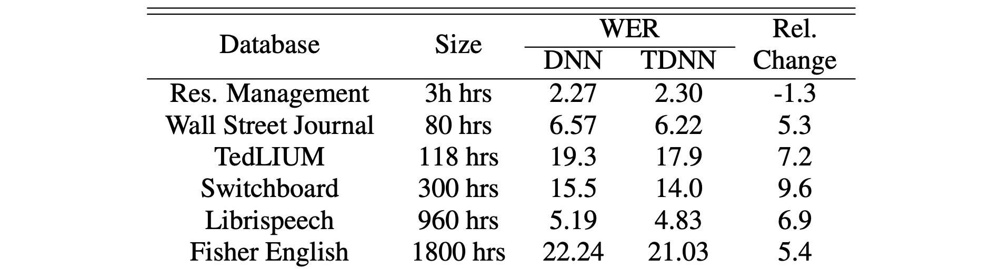 Database Size WER Rel. Change
DNN TDNN
Res. Management 3h hrs 2.27 2.30 -1.3
Wall Street Journal 80 hrs 6.57 6.22 5.3
TedLIUM 118 hrs 19.3 17.9 7.2
Switchboard 300 hrs 15.5 14.0 9.6
Librispeech 960 hrs 5.19 4.83 6.9
Fisher English 1800 hrs 22.24 21.03 5.4